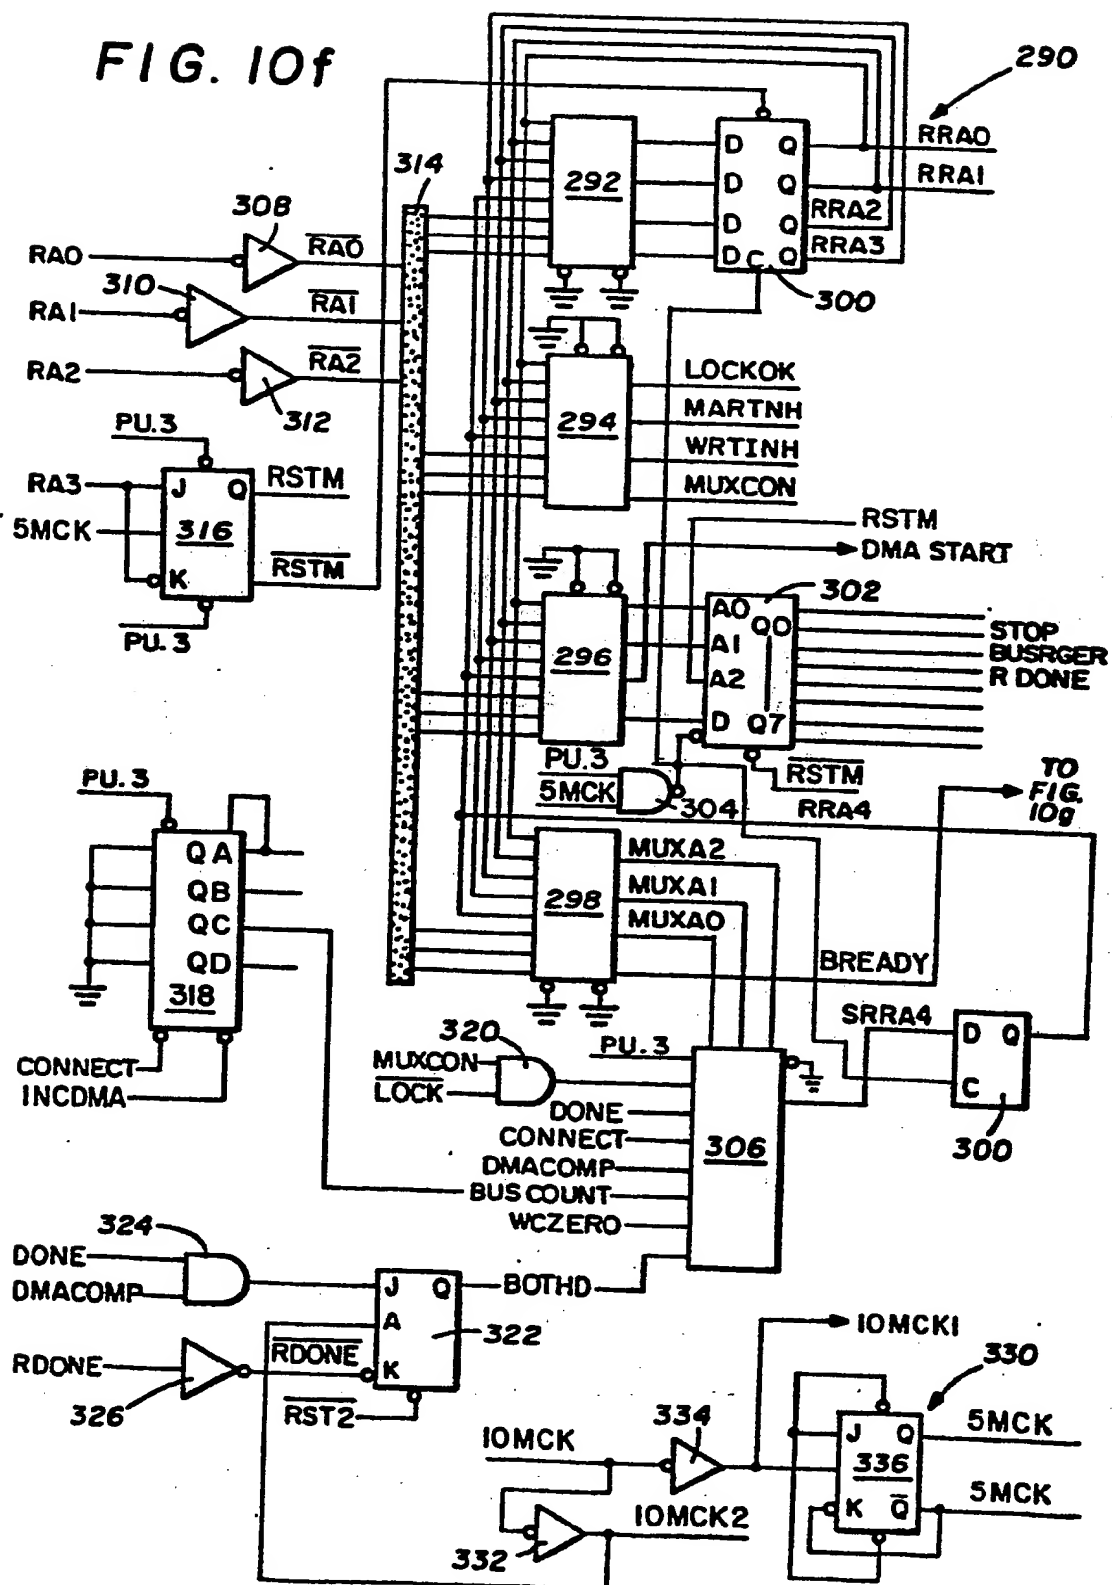 FIG. 10f
290
RRA0
RRA1
RRA2
RRA3
D Q
D Q
D Q
D C Q
292
300
314
308
RA0
RA0
310
RA1
RA1
RA2
RA2
312
PU.3
RA3
J Q
RSTM
5MCK
316
K
RSTM
PU.3
294
LOCKOK
MARTNH
WRTINH
MUXCON
RSTM
DMA START
302
296
A0
Q0
A1
A2
D Q7
STOP
BUSRGER
R DONE
PU.3
5MCK
304
RSTM
RRA4
TO
FIG.
10g
PU.3
QA
QB
QC
QD
318
CONNECT
INCDMA
298
MUXA2
MUXA1
MUXA0
BREADY
SRRA4
D Q
C
300
320
MUXCON
LOCK
PU.3
DONE
CONNECT
DMACOMP
BUS COUNT
WCZERO
306
324
DONE
DMACOMP
J Q
A
K
322
BOTHD
RDONE
326
RDONE
RST2
10MCK1
330
334
10MCK
J Q
336
K Q
5MCK
5MCK
332
10MCK2